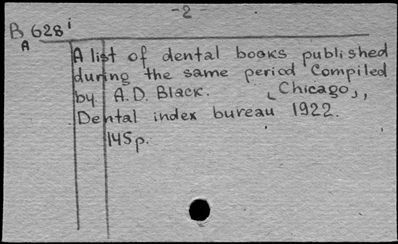 -2-
B 628i
A
A list of dental books published
during the same period Compiled
by A.D. Black. [Chicago],
Dental index bureau 1922.
145p.